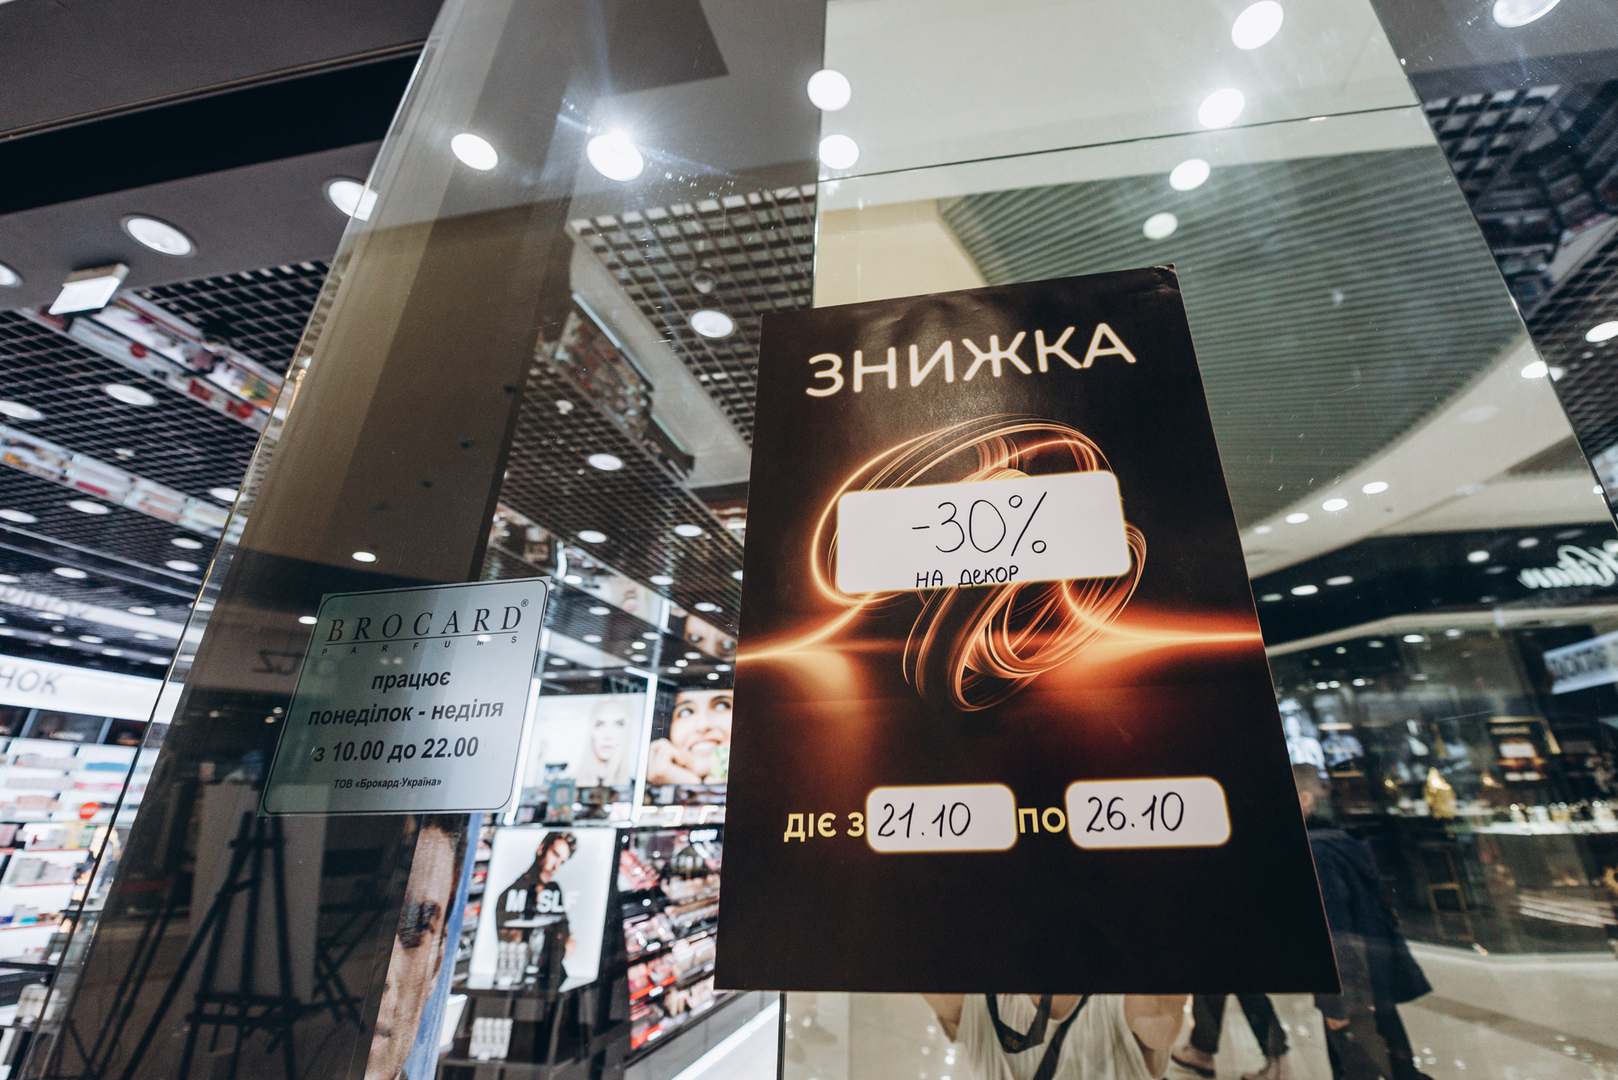 BROCARD®
PARFUMS
працює
понеділок - неділя
з 10.00 до 22.00
ТОВ «Брокард-Україна»
ЗНИЖКА
-30%
на декор
діє з 21.10 по 26.10
Kilian